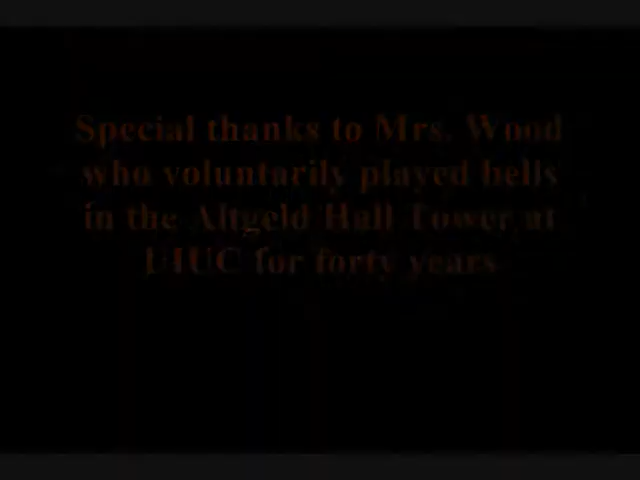 Special thanks to Mrs. Wood
who voluntarily played bells
in the Altgeld Hall Tower at
UIUC for forty years